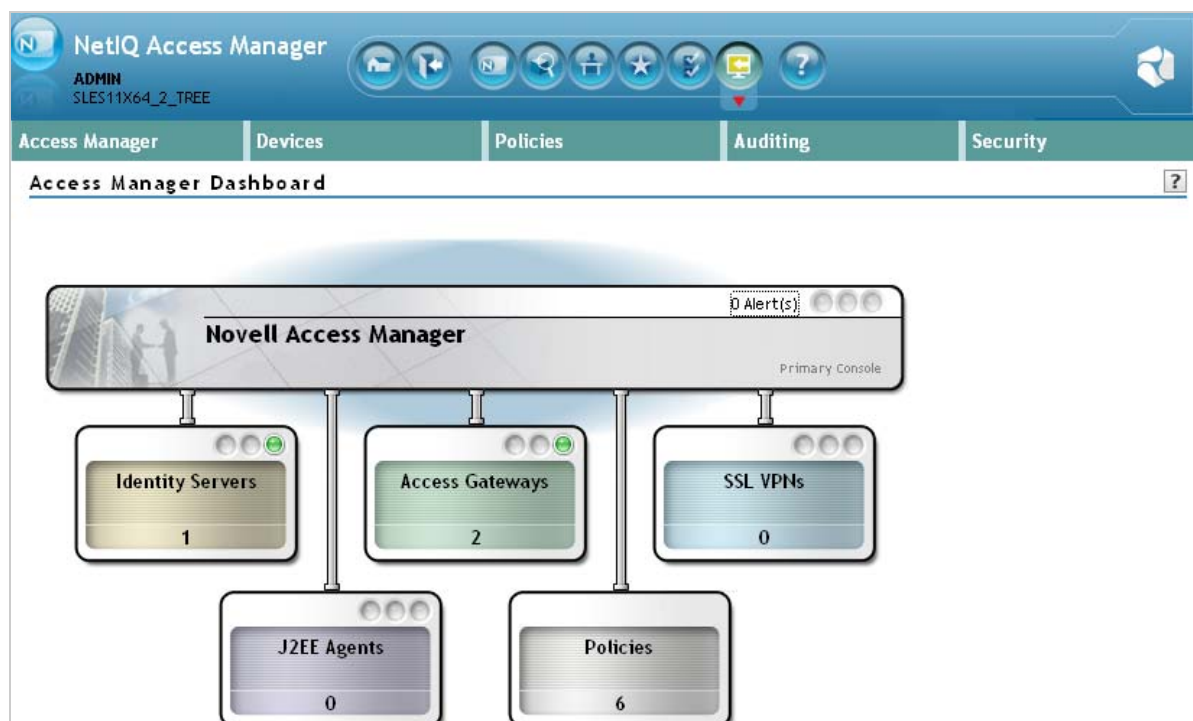 NetIQ Access Manager
ADMIN
SLES11X64_2_TREE
Access Manager Devices Policies Auditing Security
Access Manager Dashboard ?
0 Alert(s)
Novell Access Manager
Primary Console
Identity Servers Access Gateways SSL VPNs
1 2 0
J2EE Agents Policies
0 6